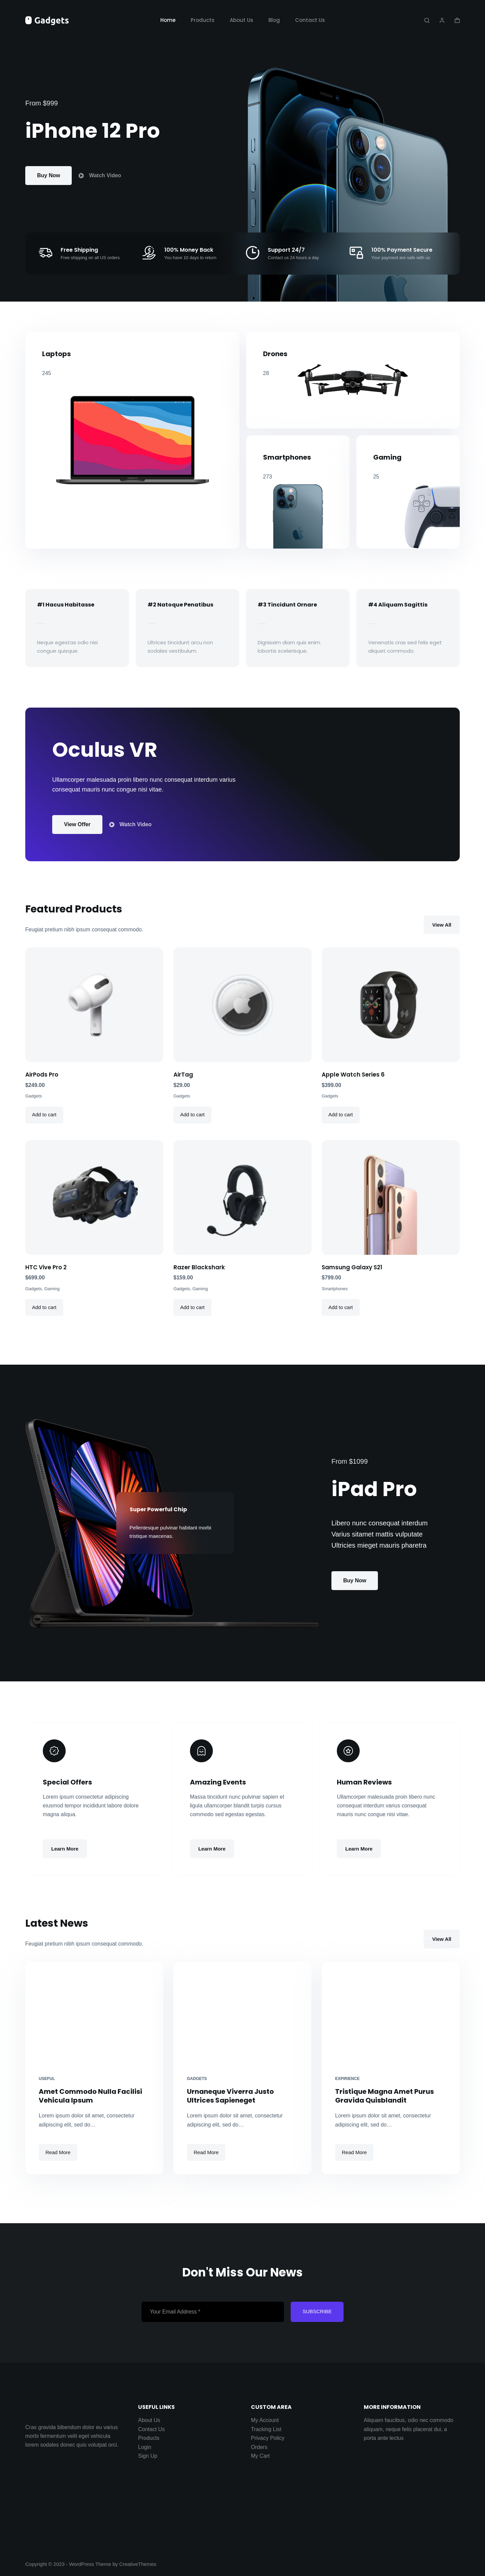 Gadgets
Home Products About Us Blog Contact Us
From $999
iPhone 12 Pro
Buy Now
Watch Video
Free Shipping
Free shipping on all US orders
100% Money Back
You have 10 days to return
Support 24/7
Contact us 24 hours a day
100% Payment Secure
Your payment are safe with us
Laptops
245
Drones
28
Smartphones
273
Gaming
25
#1 Hacus Habitasse
Neque egestas odio nisi
congue quisque.
#2 Natoque Penatibus
Ultrices tincidunt arcu non
sodales vestibulum.
#3 Tincidunt Ornare
Dignissim diam quis enim
lobortis scelerisque.
#4 Aliquam Sagittis
Venenatis cras sed felis eget
aliquet commodo.
Oculus VR
Ullamcorper malesuada proin libero nunc consequat interdum varius
consequat mauris nunc congue nisi vitae.
View Offer
Watch Video
Featured Products
Feugiat pretium nibh ipsum consequat commodo.
View All
AirPods Pro
$249.00
Gadgets
Add to cart
AirTag
$29.00
Gadgets
Add to cart
Apple Watch Series 6
$399.00
Gadgets
Add to cart
HTC Vive Pro 2
$699.00
Gadgets, Gaming
Add to cart
Razer Blackshark
$159.00
Gadgets, Gaming
Add to cart
Samsung Galaxy S21
$799.00
Smartphones
Add to cart
Super Powerful Chip
Pellentesque pulvinar habitant morbi
tristique maecenas.
From $1099
iPad Pro
Libero nunc consequat interdum
Varius sitamet mattis vulputate
Ultricies mieget mauris pharetra
Buy Now
Special Offers
Lorem ipsum consectetur adipiscing
eiusmod tempor incididunt labore dolore
magna aliqua.
Learn More
Amazing Events
Massa tincidunt nunc pulvinar sapien et
ligula ullamcorper blandit turpis cursus
commodo sed egestas egestas.
Learn More
Human Reviews
Ullamcorper malesuada proin libero nunc
consequat interdum varius consequat
mauris nunc congue nisi vitae.
Learn More
Latest News
Feugiat pretium nibh ipsum consequat commodo.
View All
USEFUL
Amet Commodo Nulla Facilisi
Vehicula Ipsum
Lorem ipsum dolor sit amet, consectetur
adipiscing elit, sed do…
Read More
GADGETS
Urnaneque Viverra Justo
Ultrices Sapieneget
Lorem ipsum dolor sit amet, consectetur
adipiscing elit, sed do…
Read More
EXPIRIENCE
Tristique Magna Amet Purus
Gravida Quisblandit
Lorem ipsum dolor sit amet, consectetur
adipiscing elit, sed do…
Read More
Don't Miss Our News
Your Email Address *
SUBSCRIBE
Cras gravida bibendum dolor eu varius
morbi fermentum velit eget vehicula
lorem sodales donec quis volutpat orci.
USEFUL LINKS
About Us
Contact Us
Products
Login
Sign Up
CUSTOM AREA
My Account
Tracking List
Privacy Policy
Orders
My Cart
MORE INFORMATION
Aliquam faucibus, odio nec commodo
aliquam, neque felis placerat dui, a
porta ante lectus
Copyright © 2023 - WordPress Theme by CreativeThemes